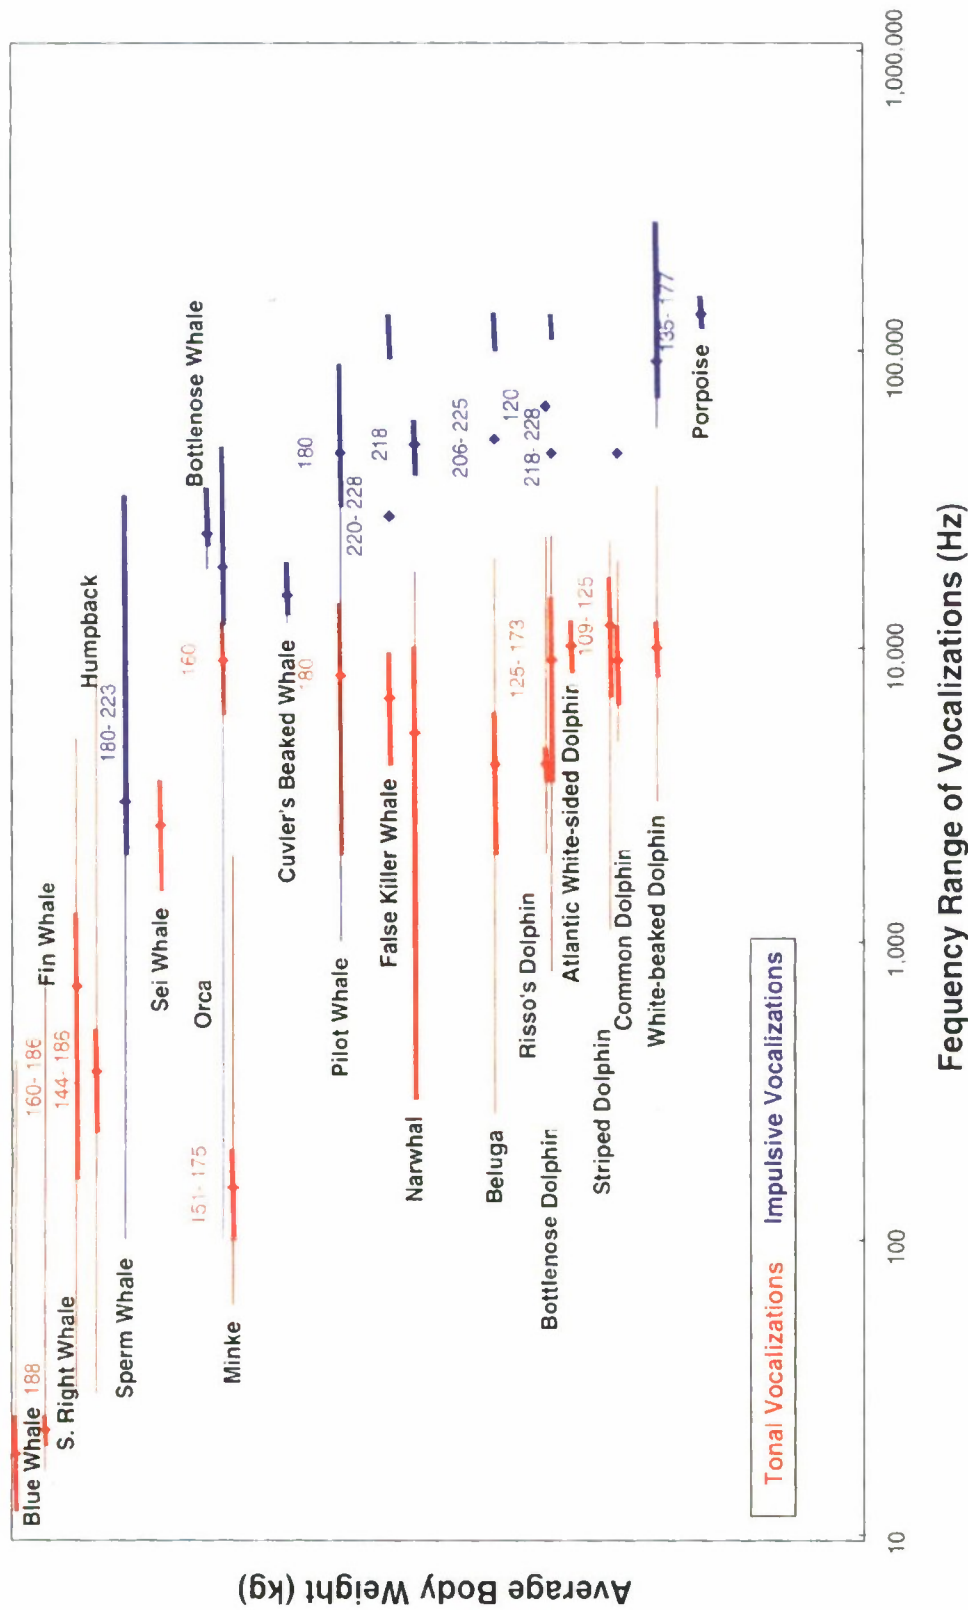 Blue Whale
188
Fin Whale
160-186
S. Right Whale
144-186
Humpback
Sperm Whale
180-223
Sei Whale
Bottlenose Whale
Orca
160
Minke
151-175
Cuvler's Beaked Whale
Pilot Whale
180
180
False Killer Whale
220-228
218
Narwhal
Beluga
206-225
Risso's Dolphin
120
Bottlenose Dolphin
125-173
218-228
Atlantic White-sided Dolphin
Striped Dolphin
109-125
Common Dolphin
White-beaked Dolphin
135-177
Porpoise
Tonal Vocalizations
Impulsive Vocalizations
10
100
1,000
10,000
100,000
1,000,000
Fequency Range of Vocalizations (Hz)
Average Body Weight (kg)